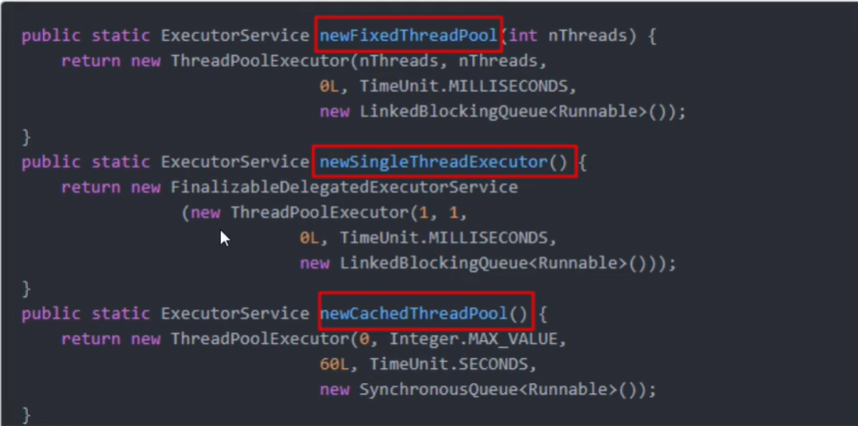 public static ExecutorService newFixedThreadPool(int nThreads) {
    return new ThreadPoolExecutor(nThreads, nThreads,
                              0L, TimeUnit.MILLISECONDS,
                              new LinkedBlockingQueue<Runnable>());
}
public static ExecutorService newSingleThreadExecutor() {
    return new FinalizableDelegatedExecutorService
                (new ThreadPoolExecutor(1, 1,
                            0L, TimeUnit.MILLISECONDS,
                            new LinkedBlockingQueue<Runnable>()));
}
public static ExecutorService newCachedThreadPool() {
    return new ThreadPoolExecutor(0, Integer.MAX_VALUE,
                              60L, TimeUnit.SECONDS,
                              new SynchronousQueue<Runnable>());
}